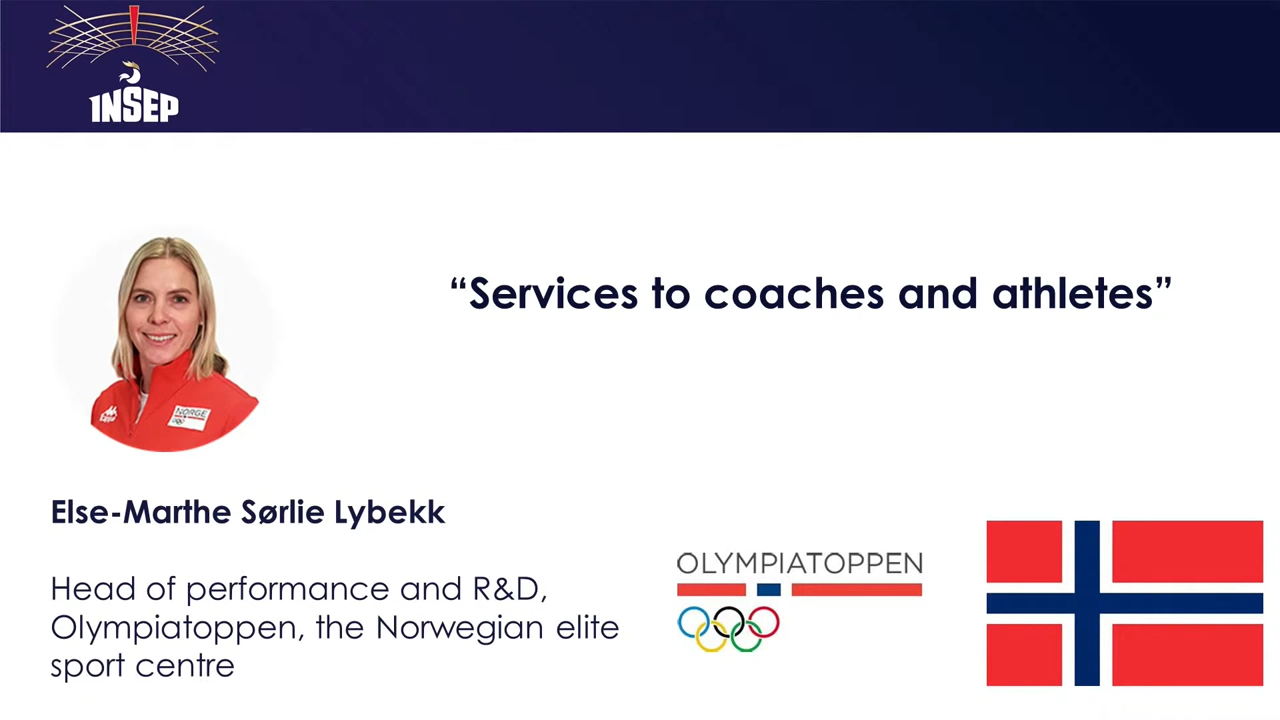 INSEP
“Services to coaches and athletes”
NORGE
Else-Marthe Sørlie Lybekk
Head of performance and R&D,
Olympiatoppen, the Norwegian elite
sport centre
OLYMPIATOPPEN